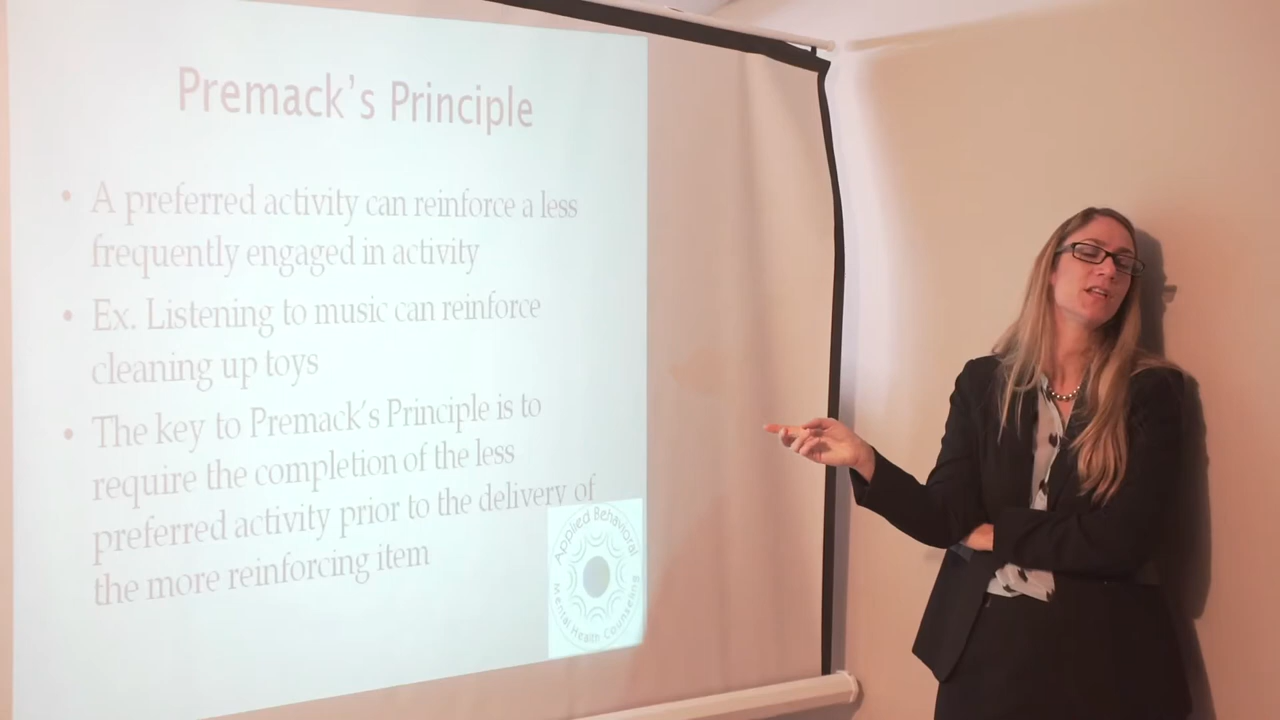 Premack's Principle
• A preferred activity can reinforce a less
frequently engaged in activity
• Ex. Listening to music can reinforce
cleaning up toys
• The key to Premack's Principle is to
require the completion of the less
preferred activity prior to the delivery of
the more reinforcing item
Applied Behavioral
Mental Health Counseling